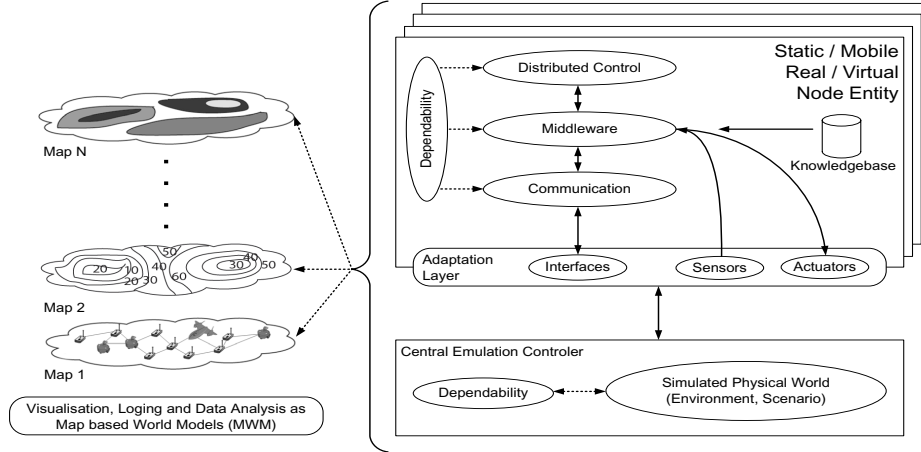 Map N
50
20
10
40
20
30
60
40
30
50
Map 2
Map 1
Visualisation, Loging and Data Analysis as
Map based World Models (MWM)
Static / Mobile
Real / Virtual
Node Entity
Distributed Control
Dependability
Middleware
Knowledgebase
Communication
Adaptation
Layer
Interfaces
Sensors
Actuators
Central Emulation Controler
Dependability
Simulated Physical World
(Environment, Scenario)